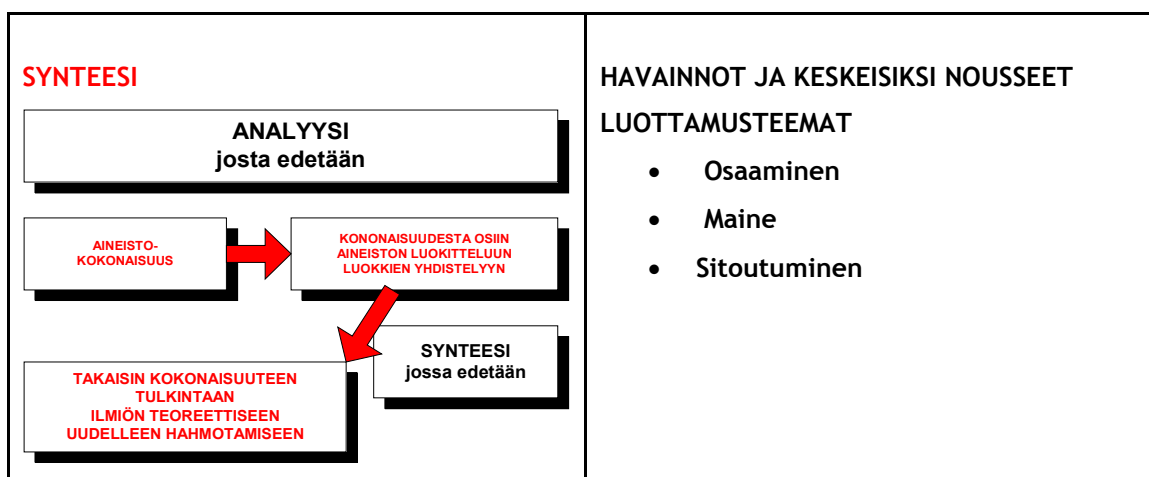 SYNTEESI
ANALYYSI
josta edetään
AINEISTO-
KOKONAISUUS
KONONAISUUDESTA OSIIN
AINEISTON LUOKITTELUUN
LUOKKIEN YHDISTELYYN
SYNTEESI
jossa edetään
TAKAISIN KOKONAISUUTEEN
TULKINTAAN
ILMIÖN TEOREETTISEEN
UUDELLEEN HAHMOTAMISEEN
HAVAINNOT JA KESKEISIKSI NOUSSEET
LUOTTAMUSTEEMAT
• Osaaminen
• Maine
• Sitoutuminen